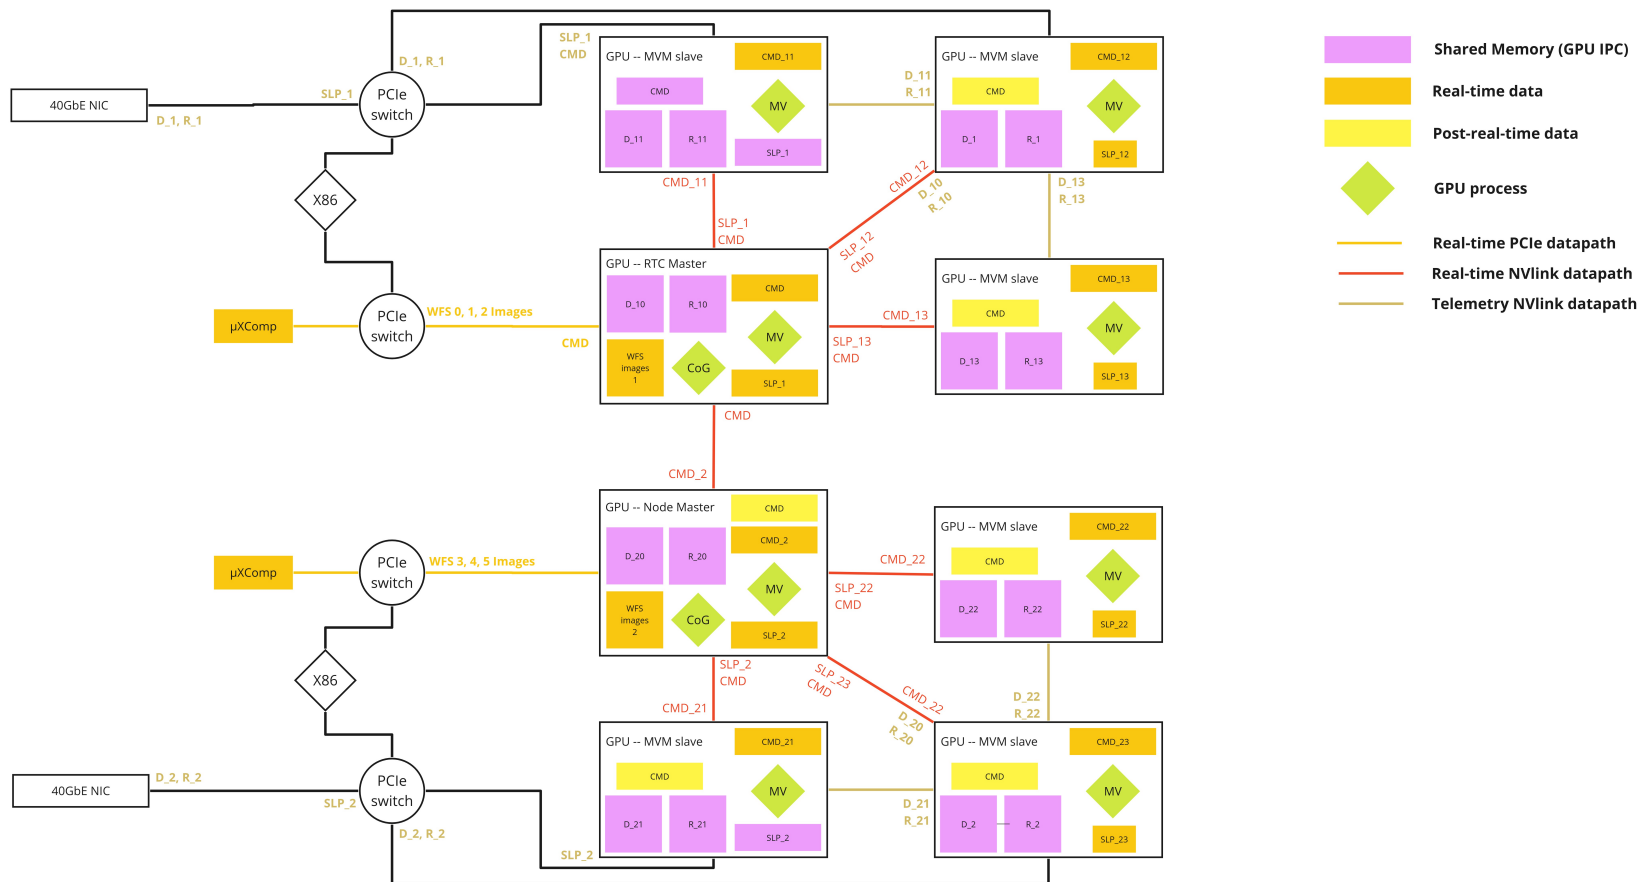 D_1, R_1
SLP_1
40GbE NIC
D_1, R_1
PCIe
switch
SLP_1
CMD
GPU -- MVM slave
CMD_11
CMD
MV
D_11
R_11
SLP_1
D_11
R_11
GPU -- MVM slave
CMD_12
CMD
MV
D_1
R_1
SLP_12
X86
CMD_11
SLP_1
CMD
CMD_12
D_10
R_10
SLP_12
CMD
D_13
R_13
µXComp
PCIe
switch
WFS 0, 1, 2 Images
CMD
GPU -- RTC Master
D_10
R_10
CMD
MV
WFS
images
1
CoG
SLP_1
CMD_13
SLP_13
CMD
GPU -- MVM slave
CMD_13
CMD
MV
D_13
R_13
SLP_13
CMD
CMD_2
µXComp
PCIe
switch
WFS 3, 4, 5 Images
GPU -- Node Master
CMD
D_20
R_20
CMD_2
MV
WFS
images
2
CoG
SLP_2
CMD_22
SLP_22
CMD
GPU -- MVM slave
CMD_22
CMD
MV
D_22
R_22
SLP_22
X86
SLP_2
CMD
CMD_21
SLP_23
CMD
CMD_22
D_20
R_20
D_22
R_22
40GbE NIC
D_2, R_2
SLP_2
PCIe
switch
D_2, R_2
SLP_2
GPU -- MVM slave
CMD_21
CMD
MV
D_21
R_21
SLP_2
D_21
R_21
GPU -- MVM slave
CMD_23
CMD
MV
D_2
R_2
SLP_23
Shared Memory (GPU IPC)
Real-time data
Post-real-time data
GPU process
Real-time PCIe datapath
Real-time NVlink datapath
Telemetry NVlink datapath